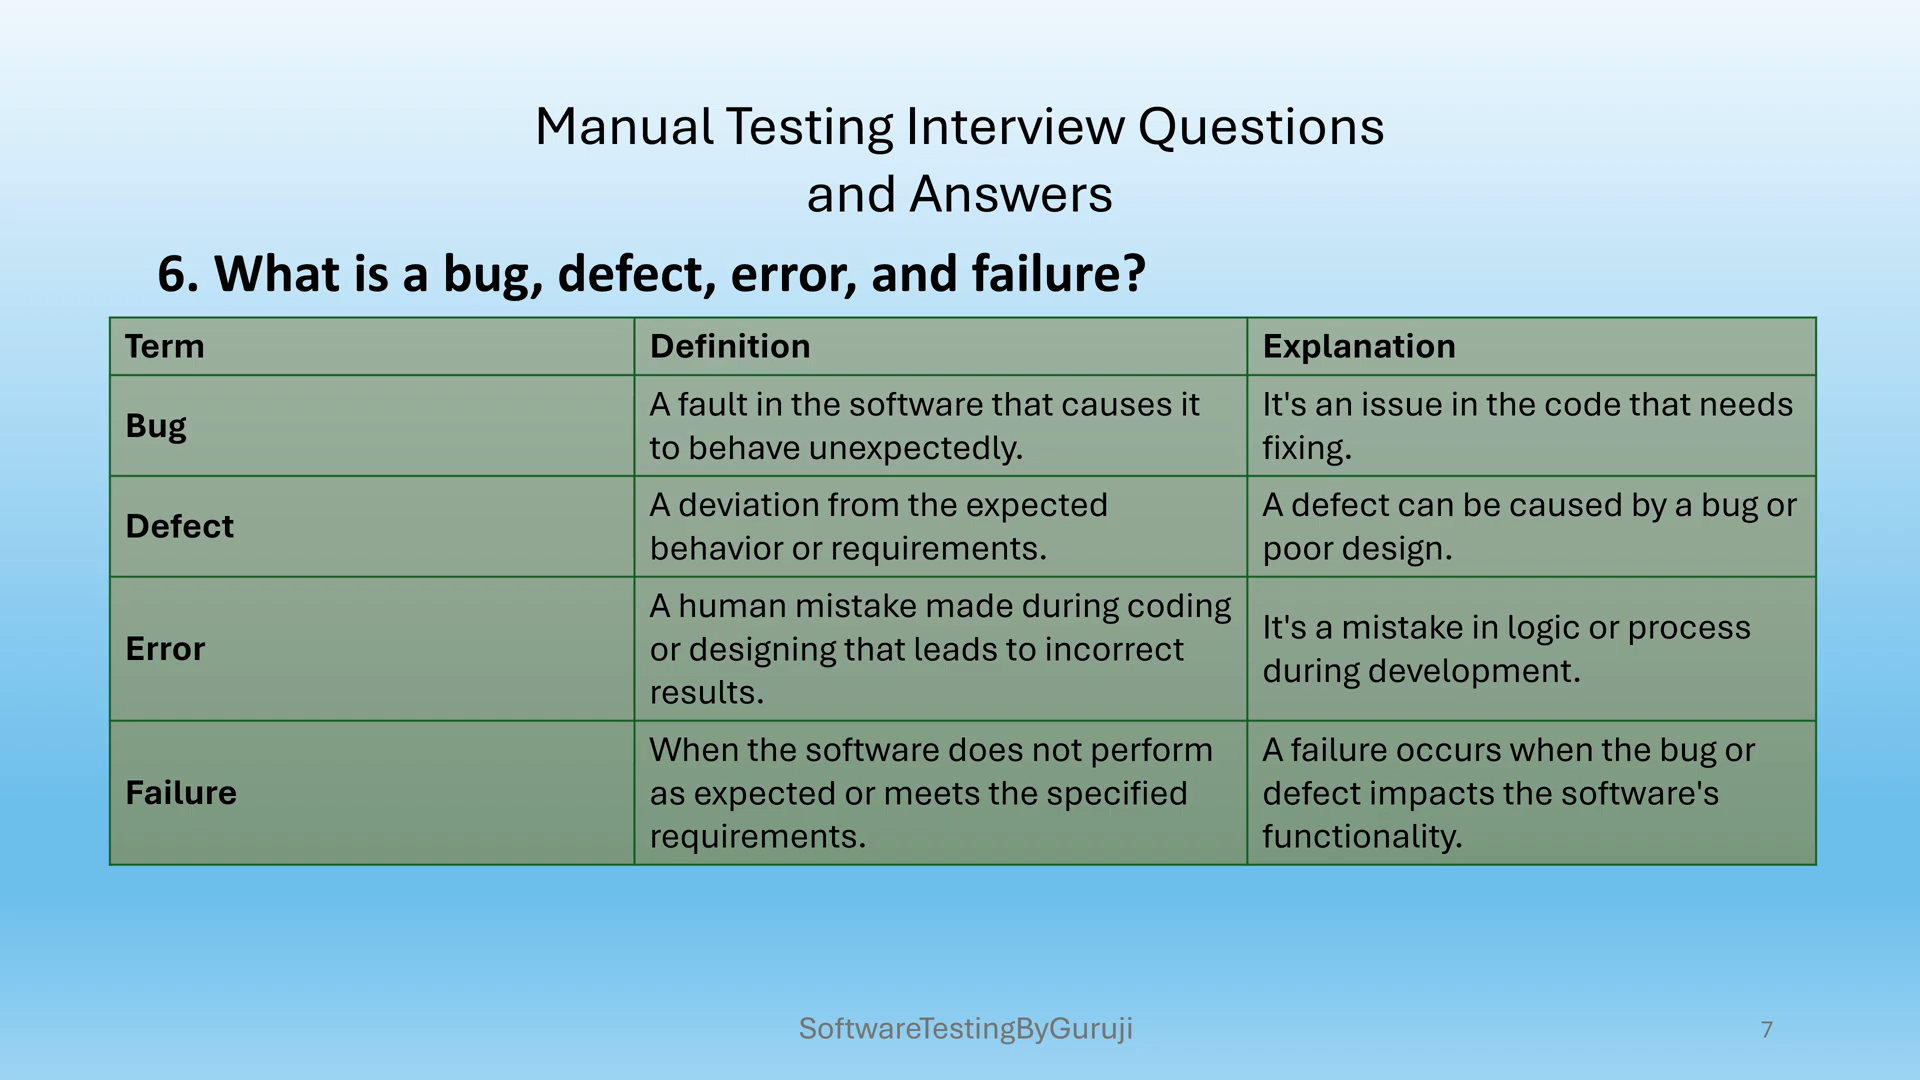 Manual Testing Interview Questions
and Answers
6. What is a bug, defect, error, and failure?
Term
Definition
Explanation
Bug
A fault in the software that causes it
to behave unexpectedly.
It's an issue in the code that needs
fixing.
Defect
A deviation from the expected
behavior or requirements.
A defect can be caused by a bug or
poor design.
Error
A human mistake made during coding
or designing that leads to incorrect
results.
It's a mistake in logic or process
during development.
Failure
When the software does not perform
as expected or meets the specified
requirements.
A failure occurs when the bug or
defect impacts the software's
functionality.
SoftwareTestingByGuruji
7